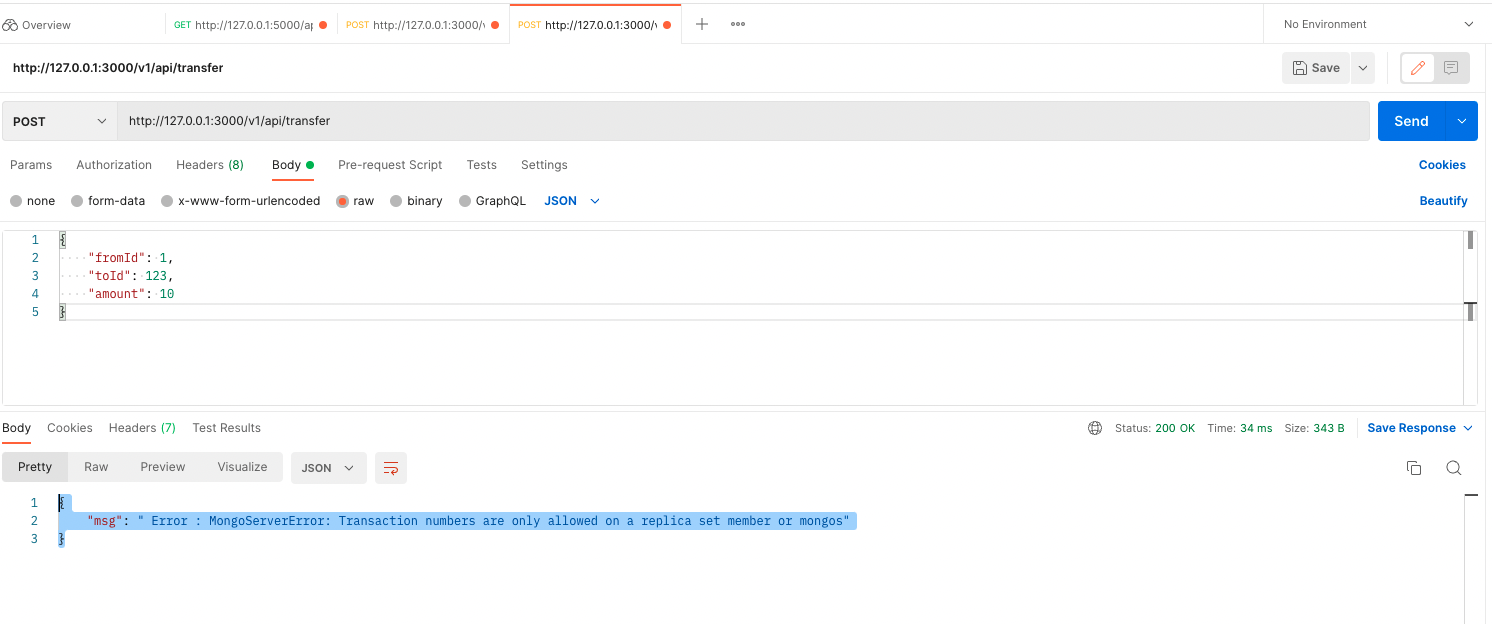 Overview
GET http://127.0.0.1:5000/ap
POST http://127.0.0.1:3000/v
POST http://127.0.0.1:3000/v
No Environment
http://127.0.0.1:3000/v1/api/transfer
Save
POST
http://127.0.0.1:3000/v1/api/transfer
Send
Params Authorization Headers (8) Body Pre-request Script Tests Settings Cookies
none form-data x-www-form-urlencoded raw binary GraphQL JSON Beautify
1 {
2 "fromId": 1,
3 "toId": 123,
4 "amount": 10
5 }
Body Cookies Headers (7) Test Results Status: 200 OK Time: 34 ms Size: 343 B Save Response
Pretty Raw Preview Visualize JSON
1 {
2 "msg": " Error : MongoServerError: Transaction numbers are only allowed on a replica set member or mongos"
3 }